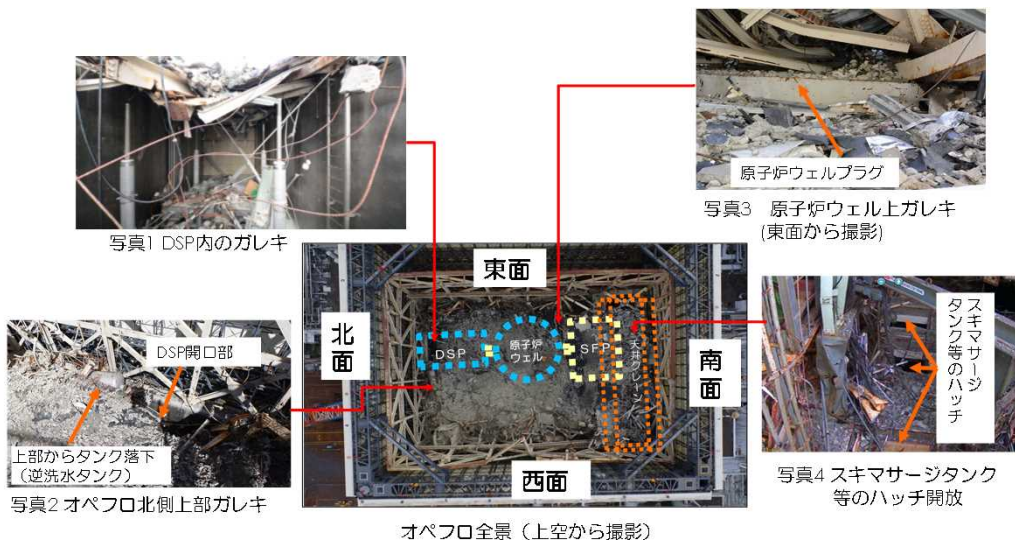 写真1 DSP内のガレキ
原子炉ウェルプラグ
写真3　原子炉ウェル上ガレキ
(東面から撮影)
東面
北面
南面
西面
DSP
原子炉
ウェル
SFP
天井クレーン
DSP開口部
上部からタンク落下
（逆洗水タンク）
写真2 オペフロ北側上部ガレキ
スキマサージ
タンク等のハッチ
写真4 スキマサージタンク
等のハッチ開放
オペフロ全景（上空から撮影）